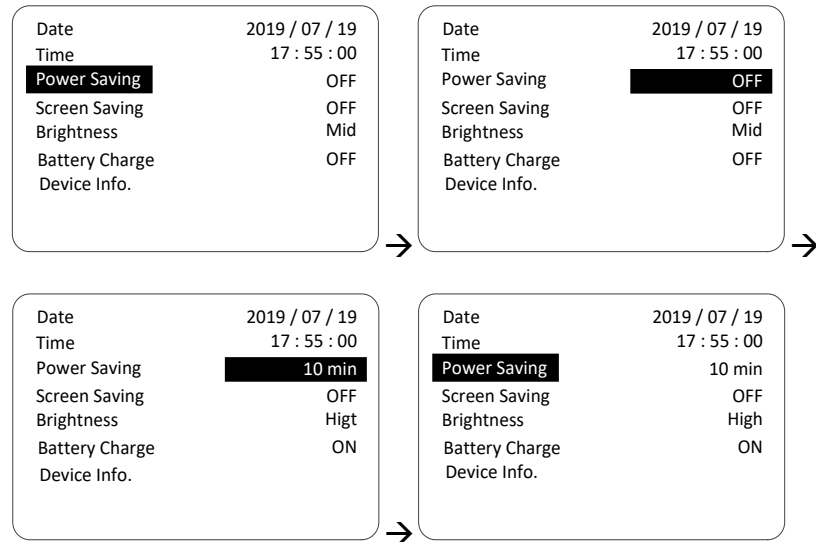 Date 2019 / 07 / 19
Time 17 : 55 : 00
Power Saving OFF
Screen Saving OFF
Brightness Mid
Battery Charge OFF
Device Info.
→
Date 2019 / 07 / 19
Time 17 : 55 : 00
Power Saving OFF
Screen Saving OFF
Brightness Mid
Battery Charge OFF
Device Info.
→
Date 2019 / 07 / 19
Time 17 : 55 : 00
Power Saving 10 min
Screen Saving OFF
Brightness Higt
Battery Charge ON
Device Info.
→
Date 2019 / 07 / 19
Time 17 : 55 : 00
Power Saving 10 min
Screen Saving OFF
Brightness High
Battery Charge ON
Device Info.